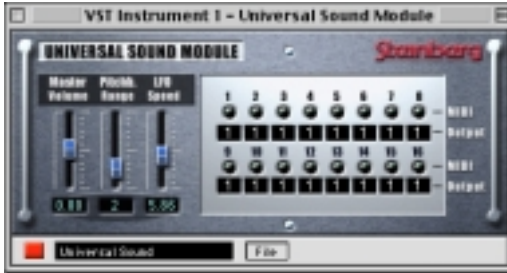 VST Instrument 1 - Universal Sound Module
UNIVERSAL SOUND MODULE
Steinberg
Master Volume
Pitchb. Range
LFO Speed
1 2 3 4 5 6 7 8
MIDI
1 1 1 1 1 1 1 1
Output
9 10 11 12 13 14 15 16
MIDI
1 1 1 1 1 1 1 1
Output
2
5.86
Universal Sound
File